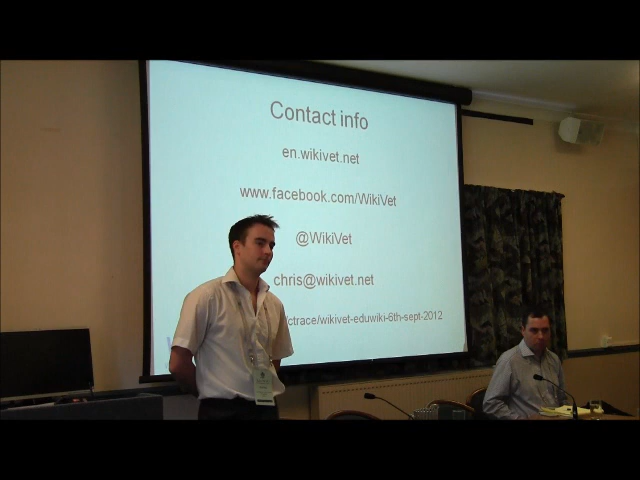 Contact info
en.wikivet.net
www.facebook.com/WikiVet
@WikiVet
chris@wikivet.net
/ctrace/wikivet-eduwiki-6th-sept-2012